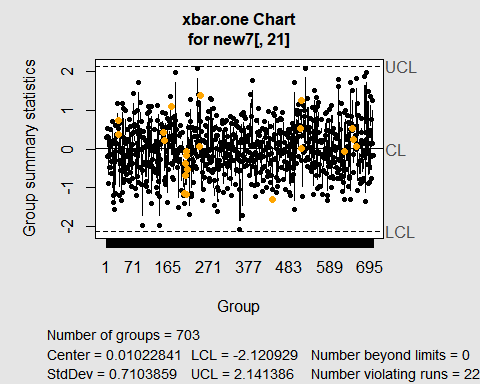 xbar.one Chart
for new7[, 21]
Group summary statistics
2
1
0
-1
-2
UCL
CL
LCL
1 71 165 271 377 483 589 695
Group
Number of groups = 703
Center = 0.01022841 LCL = -2.120929 Number beyond limits = 0
StdDev = 0.7103859 UCL = 2.141386 Number violating runs = 22